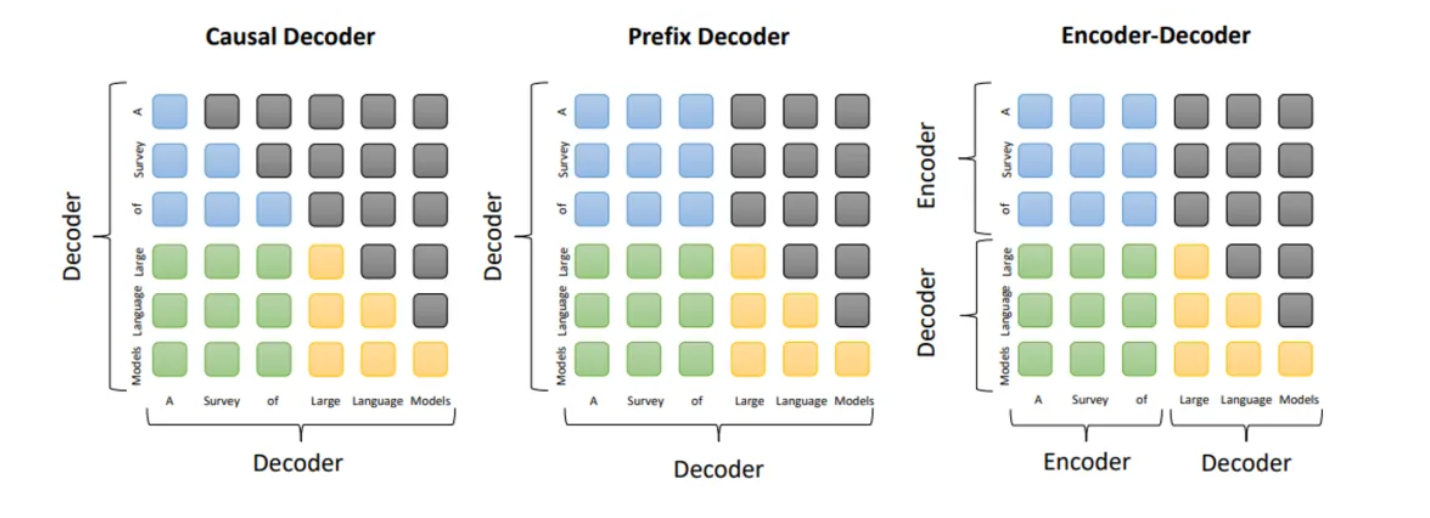 Causal Decoder
Decoder
A
Survey
of
Large
Language
Models
A Survey of Large Language Models
Decoder
Prefix Decoder
Decoder
A
Survey
of
Large
Language
Models
A Survey of Large Language Models
Decoder
Encoder-Decoder
Encoder
Decoder
A
Survey
of
Large
Language
Models
A Survey of Large Language Models
Encoder Decoder